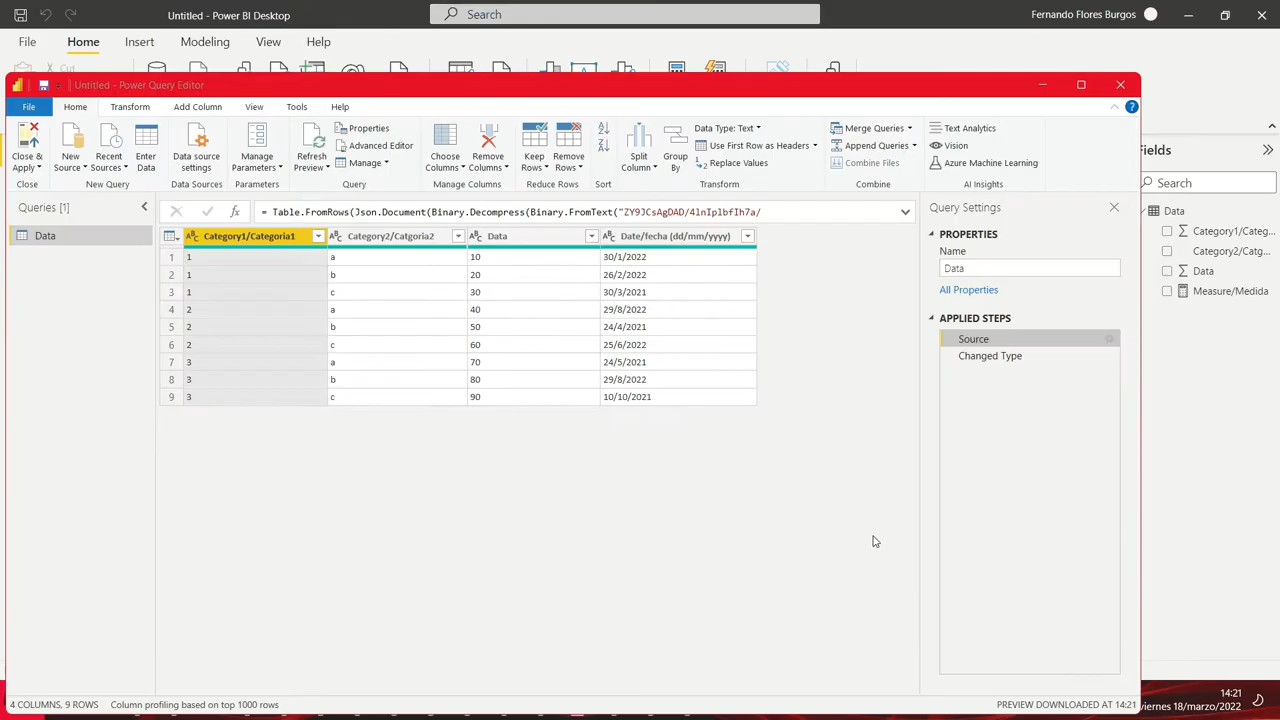 Untitled - Power BI Desktop
Search
Fernando Flores Burgos
File
Home
Insert
Modeling
View
Help
Cut
Untitled - Power Query Editor
File
Home
Transform
Add Column
View
Tools
Help
Close & Apply
New Source
Recent Sources
Enter Data
Data source settings
Manage Parameters
Refresh Preview
Properties
Advanced Editor
Manage
Choose Columns
Remove Columns
Keep Rows
Remove Rows
Split Column
Group By
Data Type: Text
Use First Row as Headers
Replace Values
Merge Queries
Append Queries
Combine Files
Text Analytics
Vision
Azure Machine Learning
Close
New Query
Data Sources
Parameters
Query
Manage Columns
Reduce Rows
Sort
Transform
Combine
AI Insights
Queries [1]
Data
= Table.FromRows(Json.Document(Binary.Decompress(Binary.FromText("ZY9JCsAgDAD/4lnIplbfIh7a/
Category1/Categoria1 Category2/Catgoria2 Data Date/fecha (dd/mm/yyyy)
1 1 a 10 30/1/2022
2 1 b 20 26/2/2022
3 1 c 30 30/3/2021
4 2 a 40 29/8/2022
5 2 b 50 24/4/2021
6 2 c 60 25/6/2022
7 3 a 70 24/5/2021
8 3 b 80 29/8/2022
9 3 c 90 10/10/2021
Query Settings
PROPERTIES
Name
Data
All Properties
APPLIED STEPS
Source
Changed Type
Fields
Search
Data
Category1/Categ...
Category2/Catg...
Data
Measure/Medida
4 COLUMNS, 9 ROWS
Column profiling based on top 1000 rows
PREVIEW DOWNLOADED AT 14:21
14:21
viernes 18/marzo/2022